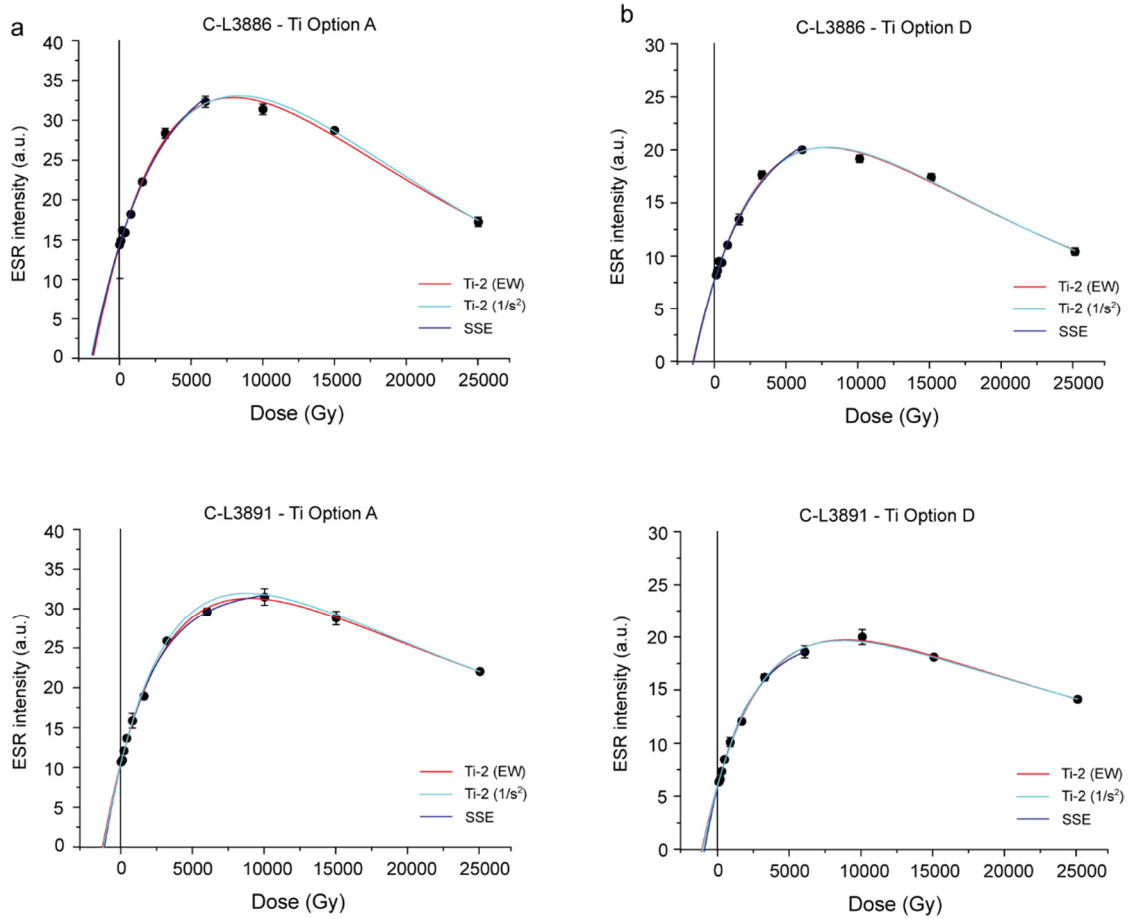 a
C-L3886 - Ti Option A
ESR intensity (a.u.)
40
35
30
25
20
15
10
5
0
0 5000 10000 15000 20000 25000
Dose (Gy)
Ti-2 (EW)
Ti-2 (1/s²)
SSE
b
C-L3886 - Ti Option D
ESR intensity (a.u.)
30
25
20
15
10
5
0
0 5000 10000 15000 20000 25000
Dose (Gy)
Ti-2 (EW)
Ti-2 (1/s²)
SSE
C-L3891 - Ti Option A
ESR intensity (a.u.)
40
35
30
25
20
15
10
5
0
0 5000 10000 15000 20000 25000
Dose (Gy)
Ti-2 (EW)
Ti-2 (1/s²)
SSE
C-L3891 - Ti Option D
ESR intensity (a.u.)
30
25
20
15
10
5
0
0 5000 10000 15000 20000 25000
Dose (Gy)
Ti-2 (EW)
Ti-2 (1/s²)
SSE